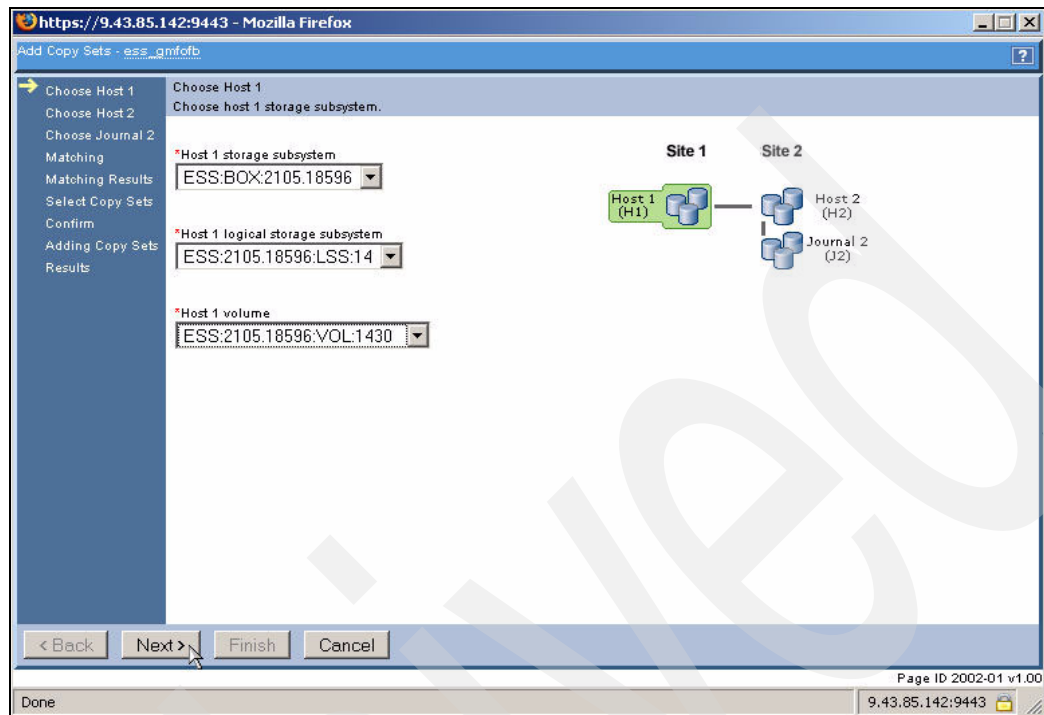 https://9.43.85.142:9443 - Mozilla Firefox
Add Copy Sets - ess_gmfofb
?
Choose Host 1
Choose Host 2
Choose Journal 2
Matching
Matching Results
Select Copy Sets
Confirm
Adding Copy Sets
Results
Choose Host 1
Choose host 1 storage subsystem.
*Host 1 storage subsystem
ESS:BOX:2105.18596
*Host 1 logical storage subsystem
ESS:2105.18596:LSS:14
*Host 1 volume
ESS:2105.18596:VOL:1430
Site 1 Site 2
Host 1
(H1)
Host 2
(H2)
Journal 2
(J2)
< Back Next > Finish Cancel
Page ID 2002-01 v1.00
Done 9.43.85.142:9443